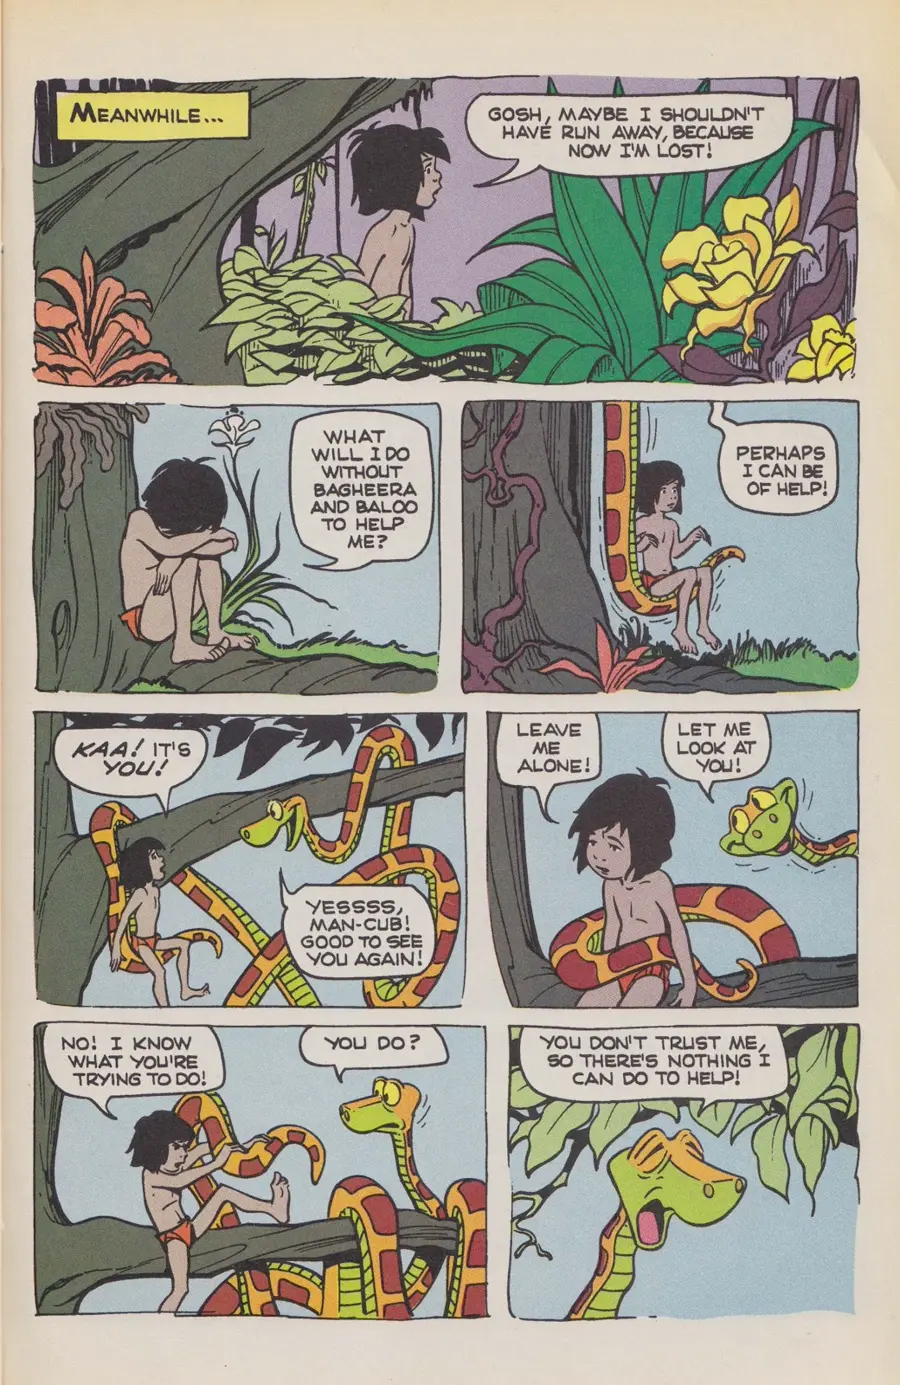 MEANWHILE...
GOSH, MAYBE I SHOULDN'T
HAVE RUN AWAY, BECAUSE
NOW I'M LOST!
WHAT
WILL I DO
WITHOUT
BAGHEERA
AND BALOO
TO HELP
ME?
PERHAPS
I CAN BE
OF HELP!
KAA! IT'S
YOU!
YESSSS,
MAN-CUB!
GOOD TO SEE
YOU AGAIN!
LEAVE
ME
ALONE!
LET ME
LOOK AT
YOU!
NO! I KNOW
WHAT YOU'RE
TRYING TO DO!
YOU DO?
YOU DON'T TRUST ME,
SO THERE'S NOTHING I
CAN DO TO HELP!